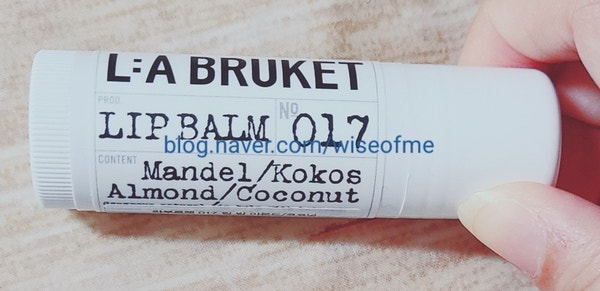 L:A BRUKET
PROD.
Nº
LIP BALM 017
blog.naver.com/wiseofme
CONTENT
Mandel/Kokos
Almond/Coconut